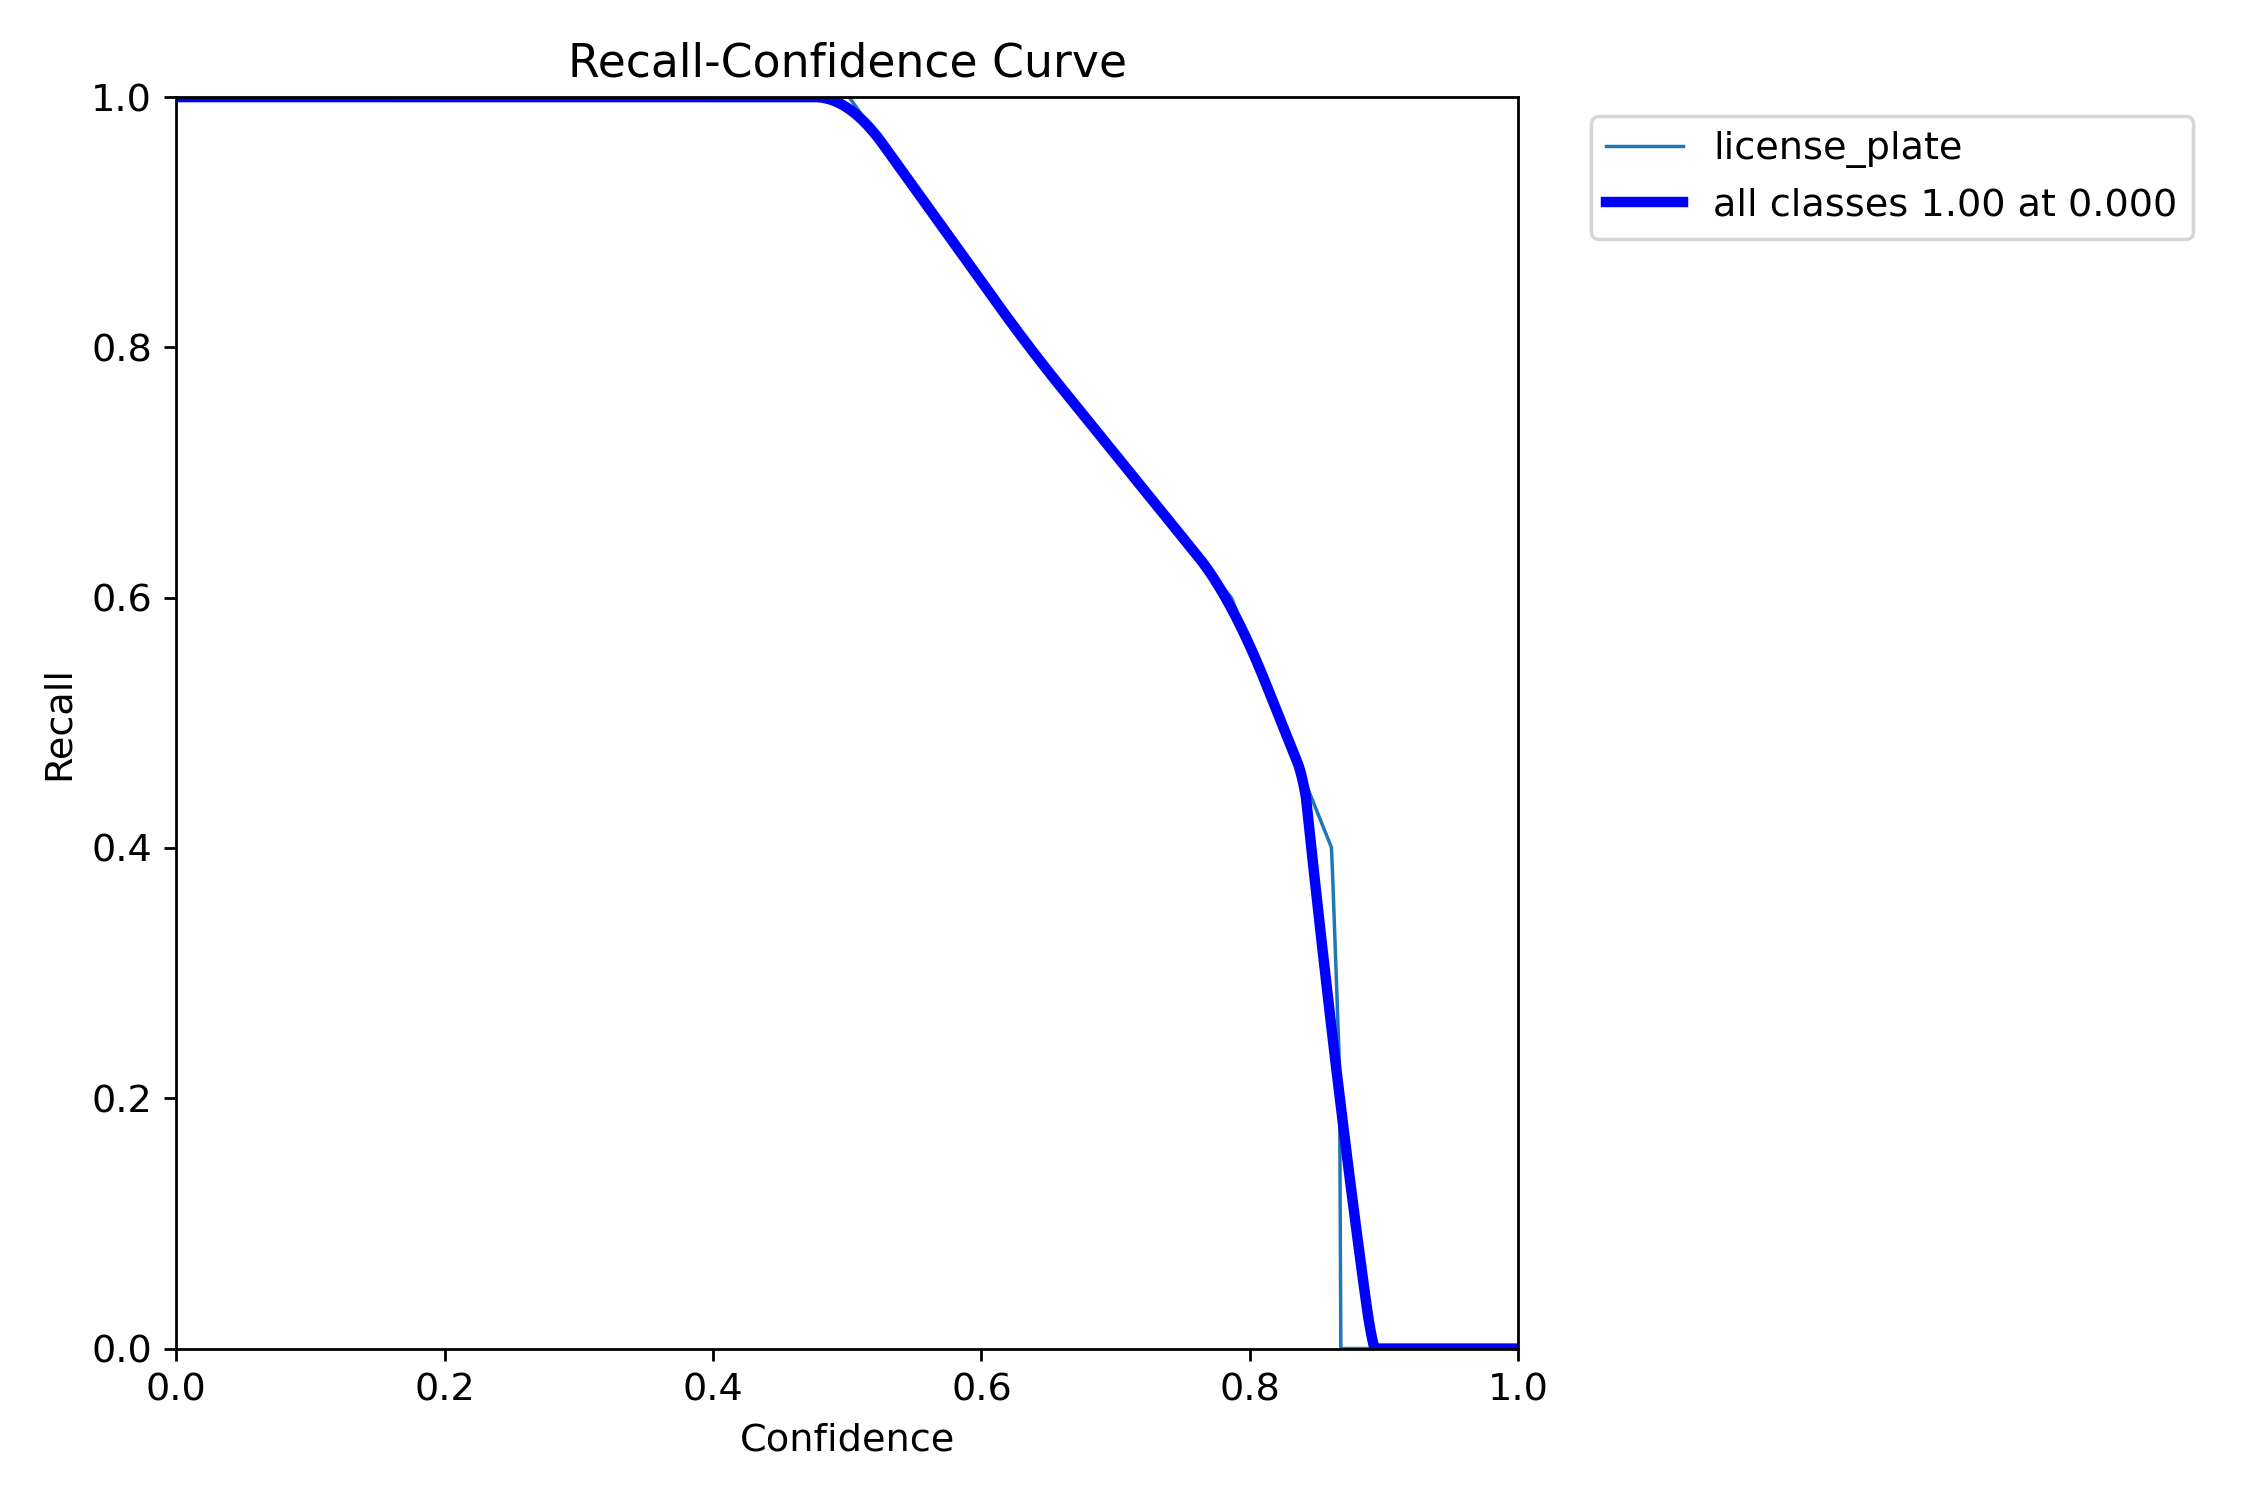 Recall-Confidence Curve
1.0
0.8
0.6
0.4
0.2
0.0
Recall
0.0 0.2 0.4 0.6 0.8 1.0
Confidence
license_plate
all classes 1.00 at 0.000